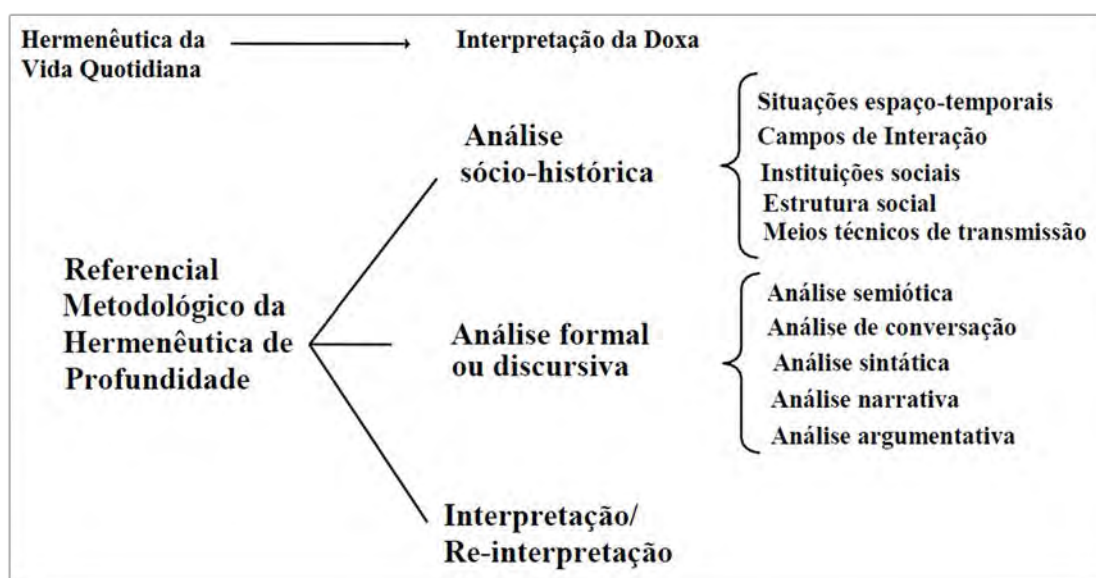 Hermenêutica da
Vida Quotidiana
Interpretação da Doxa
Análise
sócio-histórica
Situações espaço-temporais
Campos de Interação
Instituições sociais
Estrutura social
Meios técnicos de transmissão
Referencial
Metodológico da
Hermenêutica de
Profundidade
Análise formal
ou discursiva
Análise semiótica
Análise de conversação
Análise sintática
Análise narrativa
Análise argumentativa
Interpretação/
Re-interpretação